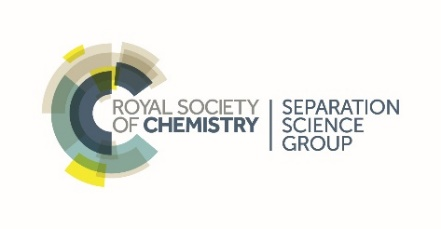 ROYAL SOCIETY
OF CHEMISTRY
SEPARATION
SCIENCE
GROUP